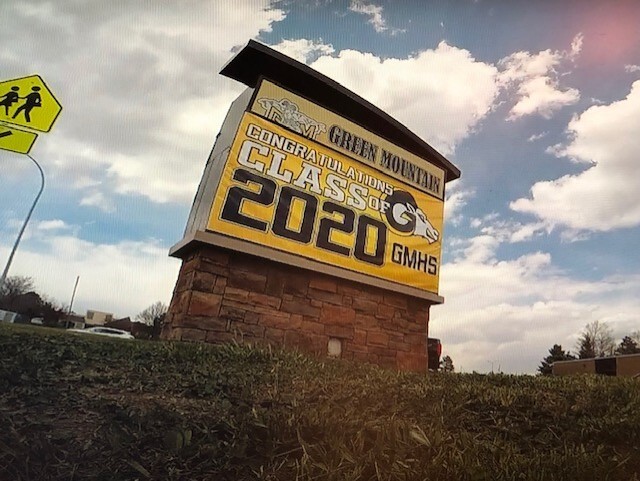 GREEN MOUNTAIN
CONGRATULATIONS
CLASS OF
2020
G
GMHS